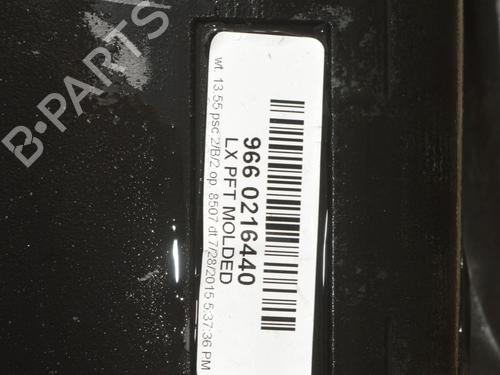 966 0216440
LX PFT MOLDED
wt. 13.55 psc 2/B/2 op. 8507 dt 7/28/2015 5:37:36 PM
B-PARTS